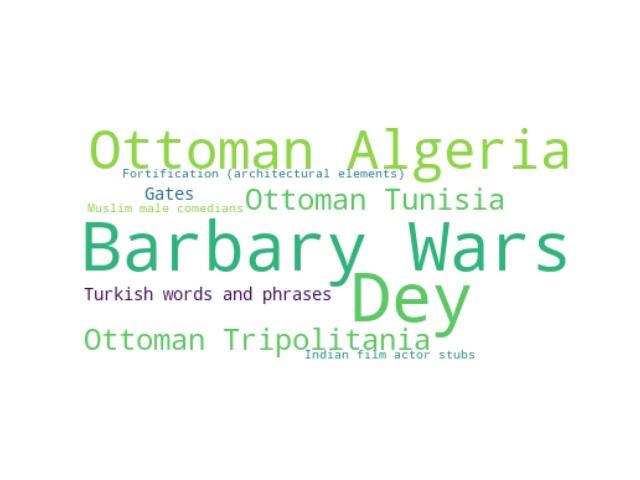 Ottoman Algeria
Fortification (architectural elements)
Gates
Ottoman Tunisia
Muslim male comedians
Barbary Wars
Dey
Turkish words and phrases
Ottoman Tripolitania
Indian film actor stubs